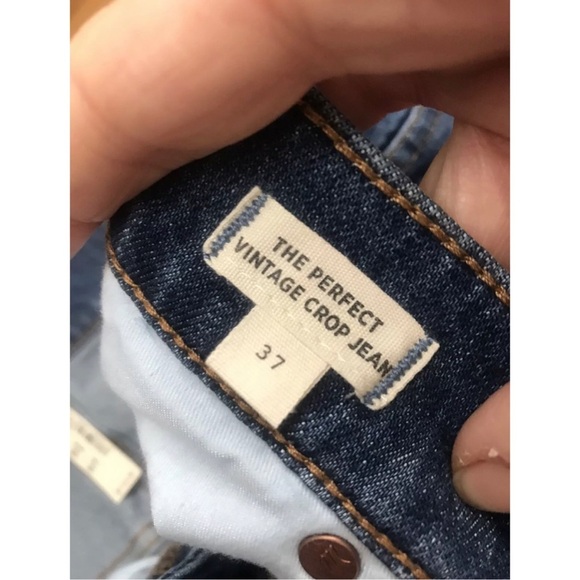 THE PERFECT
VINTAGE CROP JEAN
37